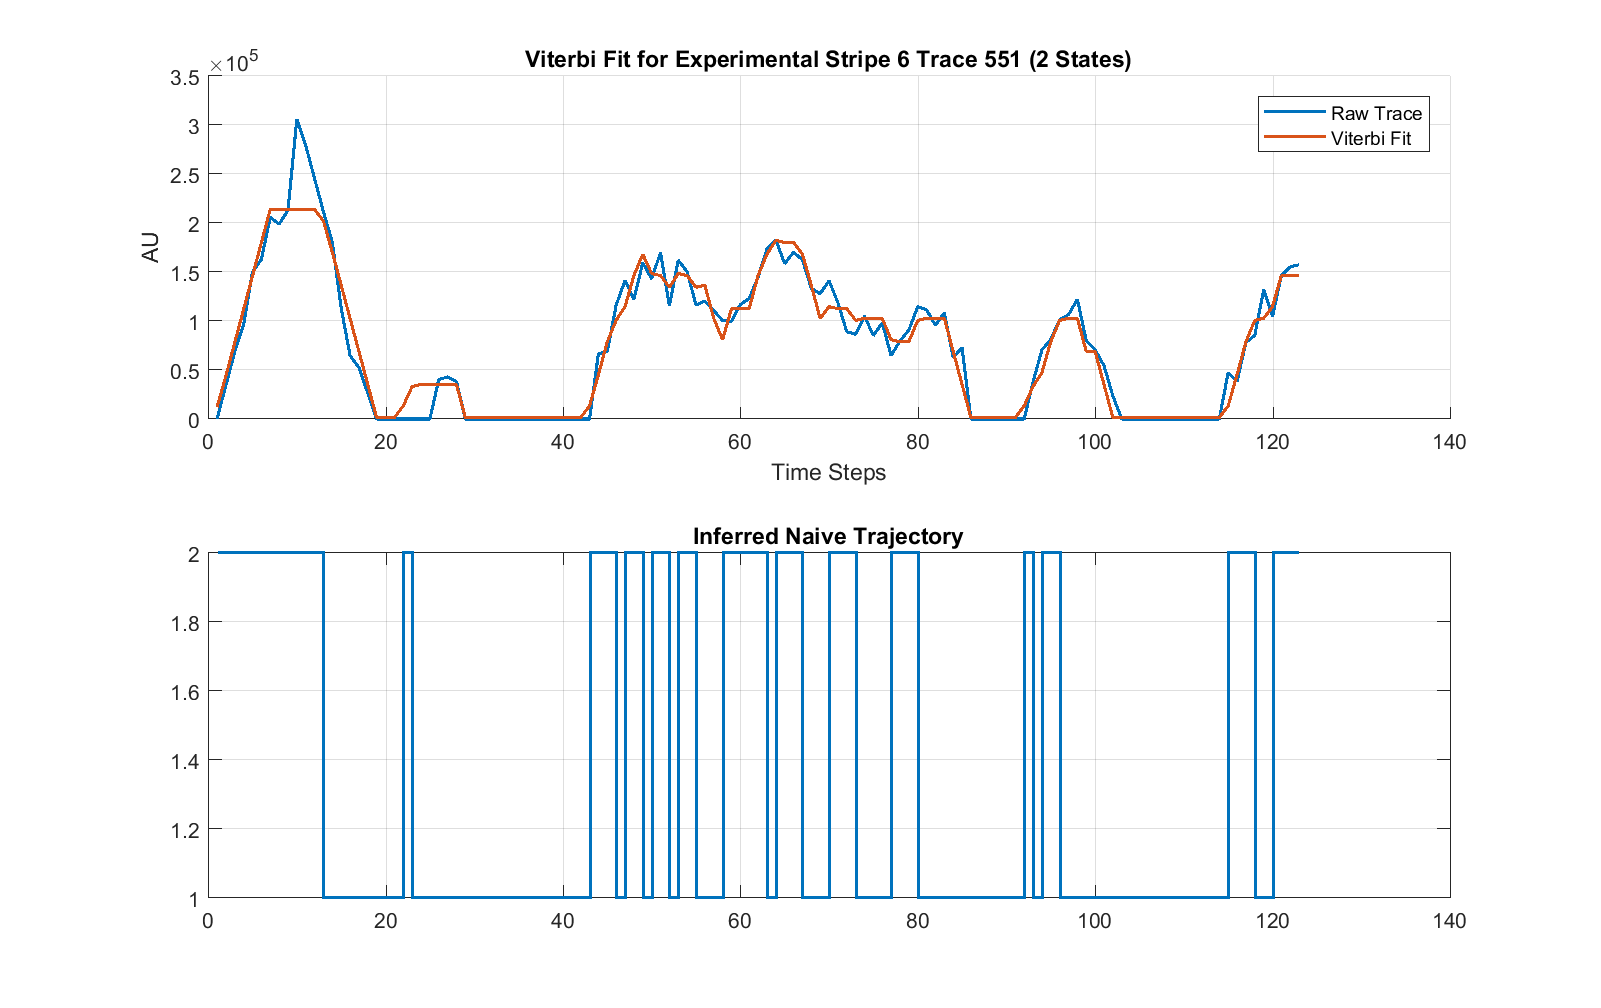 Viterbi Fit for Experimental Stripe 6 Trace 551 (2 States)
×10^5
3.5
3
2.5
2
1.5
1
0.5
0
AU
Raw Trace
Viterbi Fit
0 20 40 60 80 100 120 140
Time Steps
Inferred Naive Trajectory
2
1.8
1.6
1.4
1.2
1
0 20 40 60 80 100 120 140